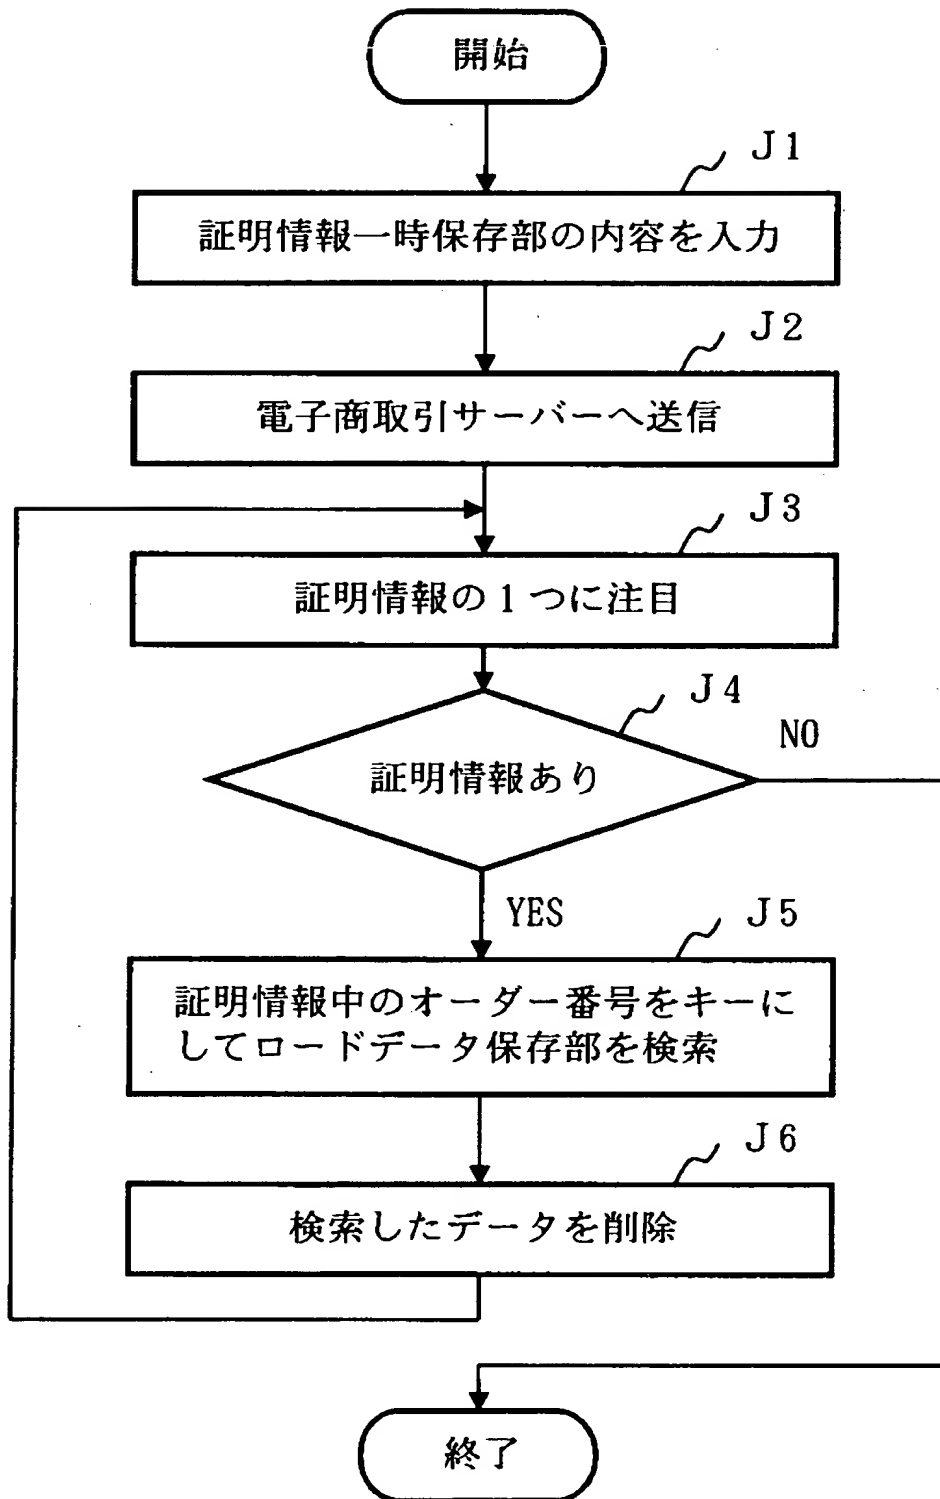 開始
J1
証明情報一時保存部の内容を入力
J2
電子商取引サーバーへ送信
J3
証明情報の1つに注目
J4
NO
証明情報あり
YES
J5
証明情報中のオーダー番号をキーに
してロードデータ保存部を検索
J6
検索したデータを削除
終了